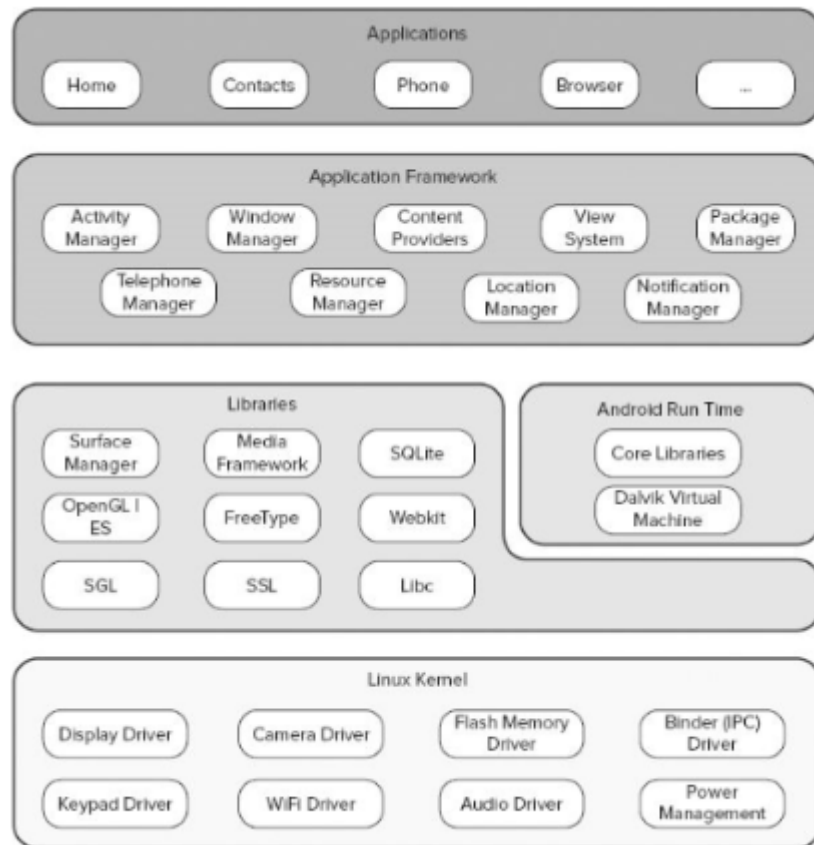 Applications
Home
Contacts
Phone
Browser
...
Application Framework
Activity
Manager
Window
Manager
Content
Providers
View
System
Package
Manager
Telephone
Manager
Resource
Manager
Location
Manager
Notification
Manager
Libraries
Surface
Manager
Media
Framework
SQLite
OpenGL |
ES
FreeType
Webkit
SGL
SSL
Libc
Android Run Time
Core Libraries
Dalvik Virtual
Machine
Linux Kernel
Display Driver
Camera Driver
Flash Memory
Driver
Binder (IPC)
Driver
Keypad Driver
WiFi Driver
Audio Driver
Power
Management